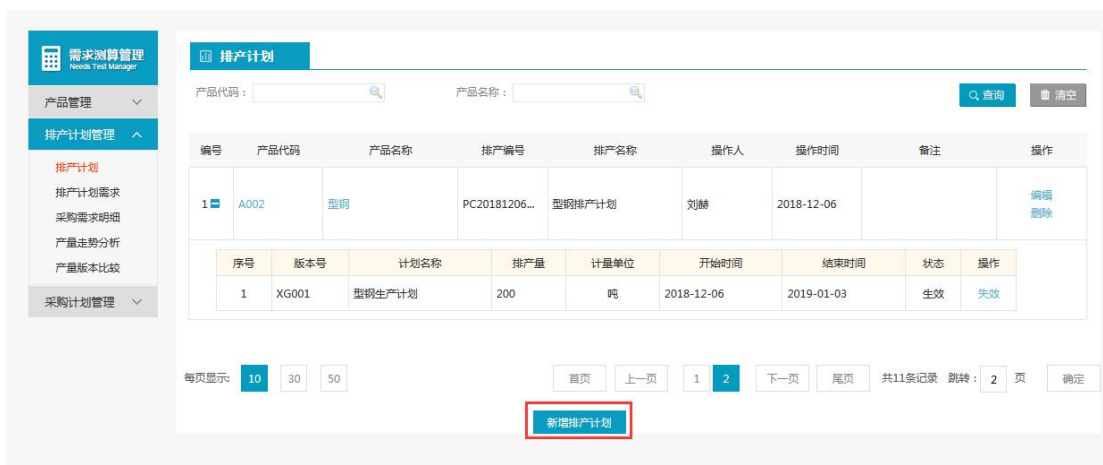 需求测算管理
Needs Test Manager
产品管理
排产计划管理
排产计划
排产计划需求
采购需求明细
产量走势分析
产量版本比较
采购计划管理
排产计划
产品代码： 产品名称： 查询 清空
编号 产品代码 产品名称 排产编号 排产名称 操作人 操作时间 备注 操作
1 A002 型钢 PC20181206... 型钢排产计划 刘赫 2018-12-06 编辑
删除
序号 版本号 计划名称 排产量 计量单位 开始时间 结束时间 状态 操作
1 XG001 型钢生产计划 200 吨 2018-12-06 2019-01-03 生效 失效
每页显示: 10 30 50 首页 上一页 1 2 下一页 尾页 共11条记录 跳转： 2 页 确定
新增排产计划